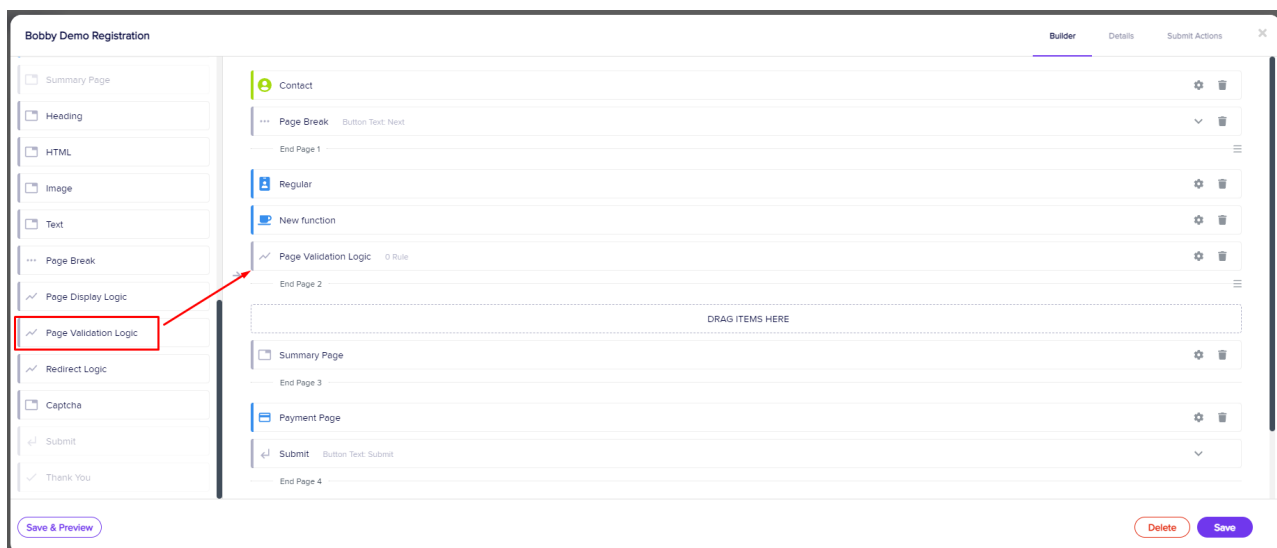 Bobby Demo Registration
Builder
Details
Submit Actions
Summary Page
Heading
HTML
Image
Text
Page Break
Page Display Logic
Page Validation Logic
Redirect Logic
Captcha
Submit
Thank You
Contact
Page Break Button Text: Next
End Page 1
Regular
New function
Page Validation Logic 0 Rule
End Page 2
DRAG ITEMS HERE
Summary Page
End Page 3
Payment Page
Submit Button Text: Submit
End Page 4
Save & Preview
Delete
Save